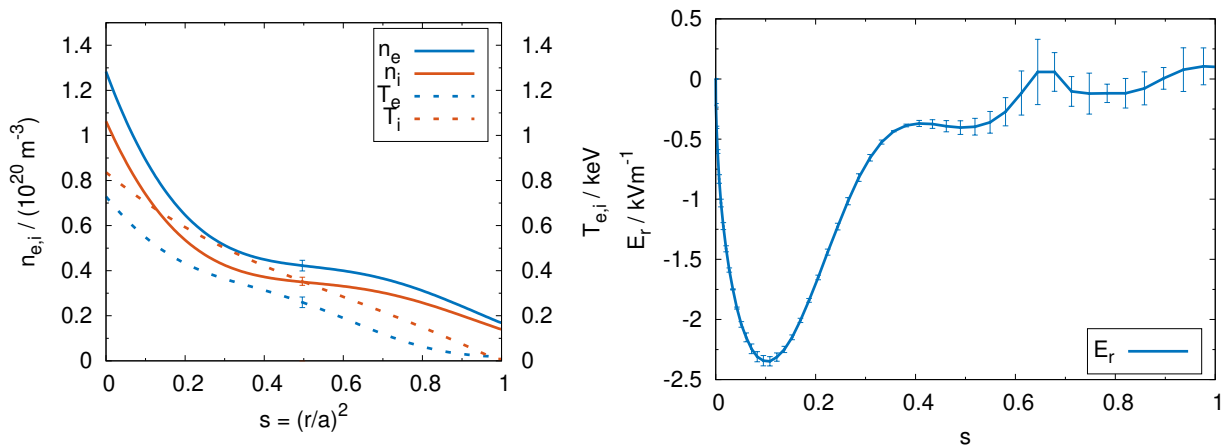 n_e,i / (10^20 m^-3)
1.4
1.2
1
0.8
0.6
0.4
0.2
0
n_e
n_i
T_e
T_i
0 0.2 0.4 0.6 0.8 1
s = (r/a)^2
1.4
1.2
1
0.8
0.6
0.4
0.2
0
T_e,i / keV
E_r / kVm^-1
0.5
0
-0.5
-1
-1.5
-2
-2.5
E_r
0 0.2 0.4 0.6 0.8 1
s